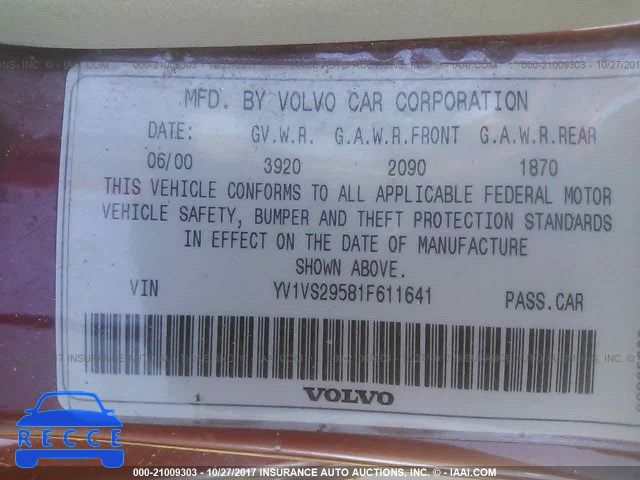 MFD. BY VOLVO CAR CORPORATION
DATE: GV.W.R. G.A.W.R.FRONT G.A.W.R.REAR
06/00 3920 2090 1870
THIS VEHICLE CONFORMS TO ALL APPLICABLE FEDERAL MOTOR
VEHICLE SAFETY, BUMPER AND THEFT PROTECTION STANDARDS
IN EFFECT ON THE DATE OF MANUFACTURE
SHOWN ABOVE.
VIN YV1VS29581F611641 PASS.CAR
VOLVO
RECCE
000-21009303 - 10/27/2017 INSURANCE AUTO AUCTIONS, INC. © - IAAI.COM